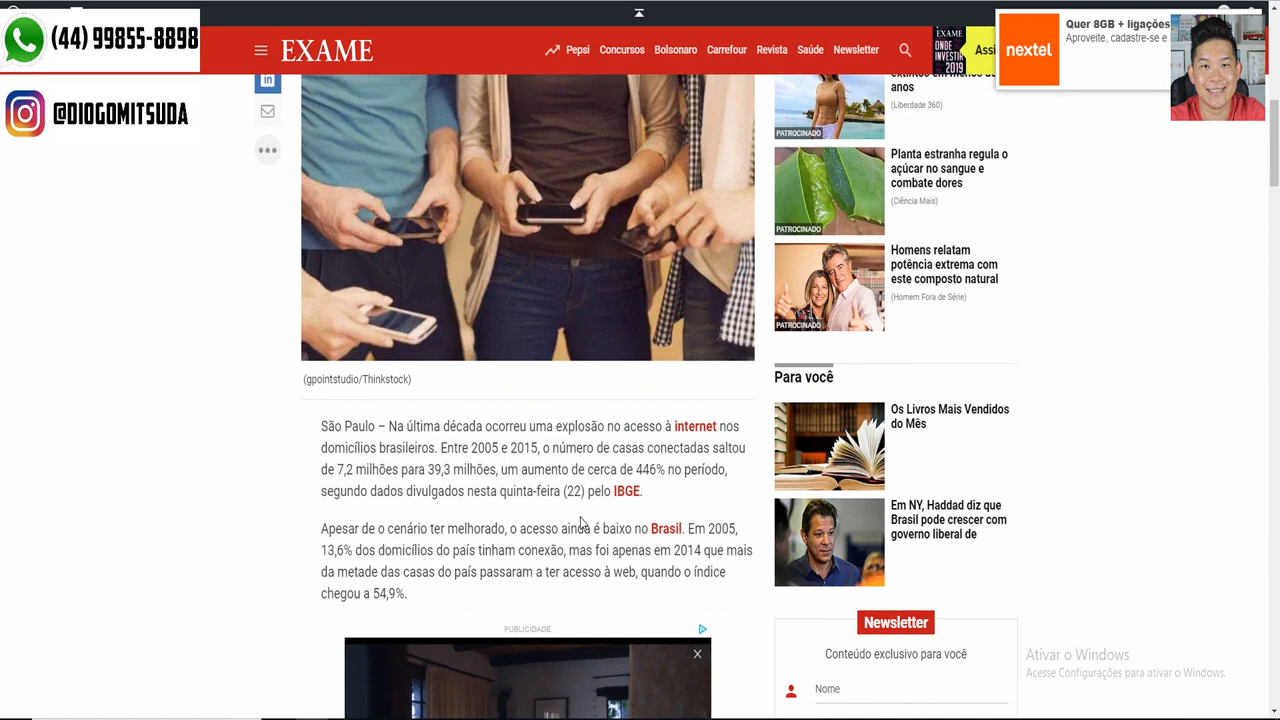 (44) 99855-8898
@DIOGOMITSUDA
EXAME
Pepsi
Concursos
Bolsonaro
Carrefour
Revista
Saúde
Newsletter
EXAME
ONDE
INVESTIR
2019
Assi
nextel
Quer 8GB + ligações
Aproveite, cadastre-se e
in
anos
(Liberdade 360)
PATROCINADO
Planta estranha regula o
açúcar no sangue e
combate dores
(Ciência Mais)
PATROCINADO
Homens relatam
potência extrema com
este composto natural
(Homem Fora de Série)
PATROCINADO
(gpointstudio/Thinkstock)
São Paulo – Na última década ocorreu uma explosão no acesso à internet nos
domicílios brasileiros. Entre 2005 e 2015, o número de casas conectadas saltou
de 7,2 milhões para 39,3 milhões, um aumento de cerca de 446% no período,
segundo dados divulgados nesta quinta-feira (22) pelo IBGE.
Apesar de o cenário ter melhorado, o acesso ainda é baixo no Brasil. Em 2005,
13,6% dos domicílios do país tinham conexão, mas foi apenas em 2014 que mais
da metade das casas do país passaram a ter acesso à web, quando o índice
chegou a 54,9%.
PUBLICIDADE
Para você
Os Livros Mais Vendidos
do Mês
Em NY, Haddad diz que
Brasil pode crescer com
governo liberal de
Newsletter
Conteúdo exclusivo para você
Nome
Ativar o Windows
Acesse Configurações para ativar o Windows.